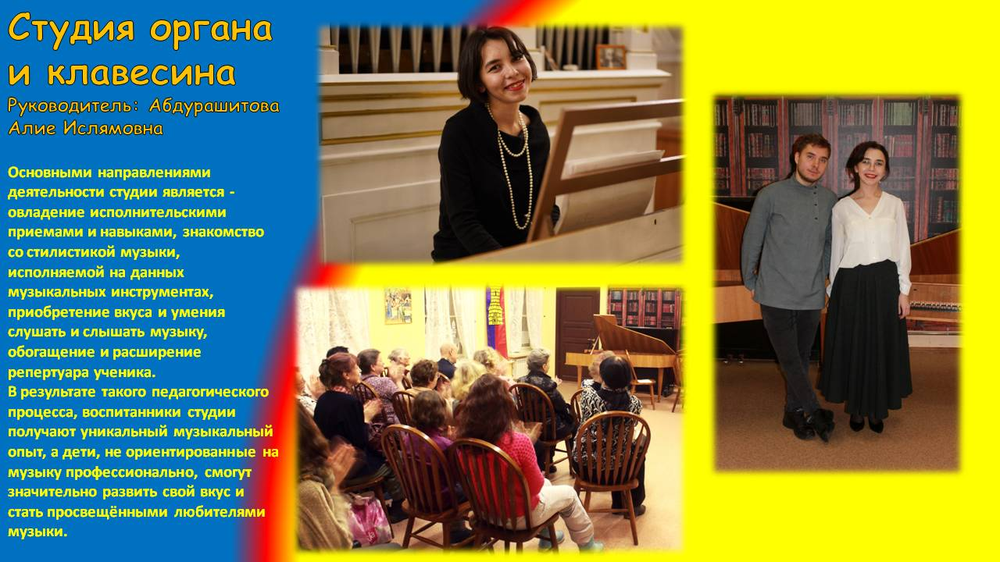 Студия органа
и клавесина
Руководитель: Абдурашитова
Алие Ислямовна
Основными направлениями
деятельности студии является -
овладение исполнительскими
приемами и навыками, знакомство
со стилистикой музыки,
исполняемой на данных
музыкальных инструментах,
приобретение вкуса и умения
слушать и слышать музыку,
обогащение и расширение
репертуара ученика.
В результате такого педагогического
процесса, воспитанники студии
получают уникальный музыкальный
опыт, а дети, не ориентированные на
музыку профессионально, смогут
значительно развить свой вкус и
стать просвещёнными любителями
музыки.